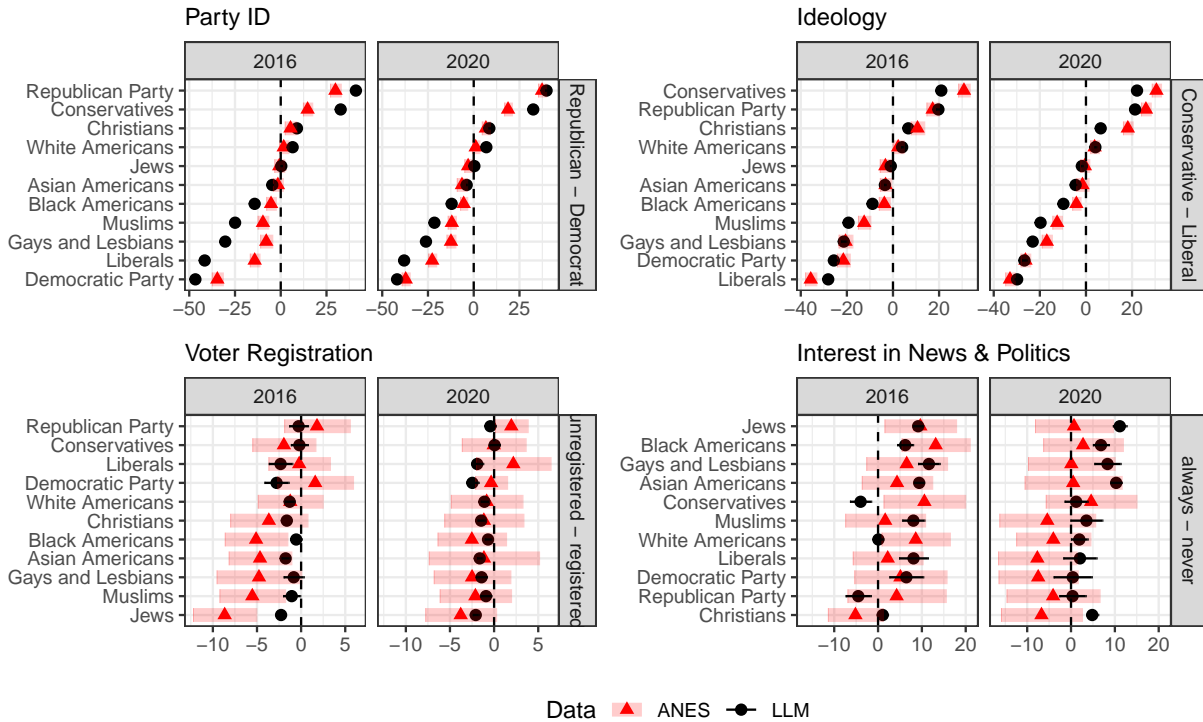 Party ID
2016
2020
Republican Party
Conservatives
Christians
White Americans
Jews
Asian Americans
Black Americans
Muslims
Gays and Lesbians
Liberals
Democratic Party
Republican − Democrat
−50 −25 0 25
−50 −25 0 25
Ideology
2016
2020
Conservatives
Republican Party
Christians
White Americans
Jews
Asian Americans
Black Americans
Muslims
Gays and Lesbians
Democratic Party
Liberals
Conservative − Liberal
−40 −20 0 20
−40 −20 0 20
Voter Registration
2016
2020
Republican Party
Conservatives
Liberals
Democratic Party
White Americans
Christians
Black Americans
Asian Americans
Gays and Lesbians
Muslims
Jews
unregistered − registered
−10 −5 0 5
−10 −5 0 5
Interest in News & Politics
2016
2020
Jews
Black Americans
Gays and Lesbians
Asian Americans
Conservatives
Muslims
White Americans
Liberals
Democratic Party
Republican Party
Christians
always − never
−10 0 10 20
−10 0 10 20
Data ANES LLM